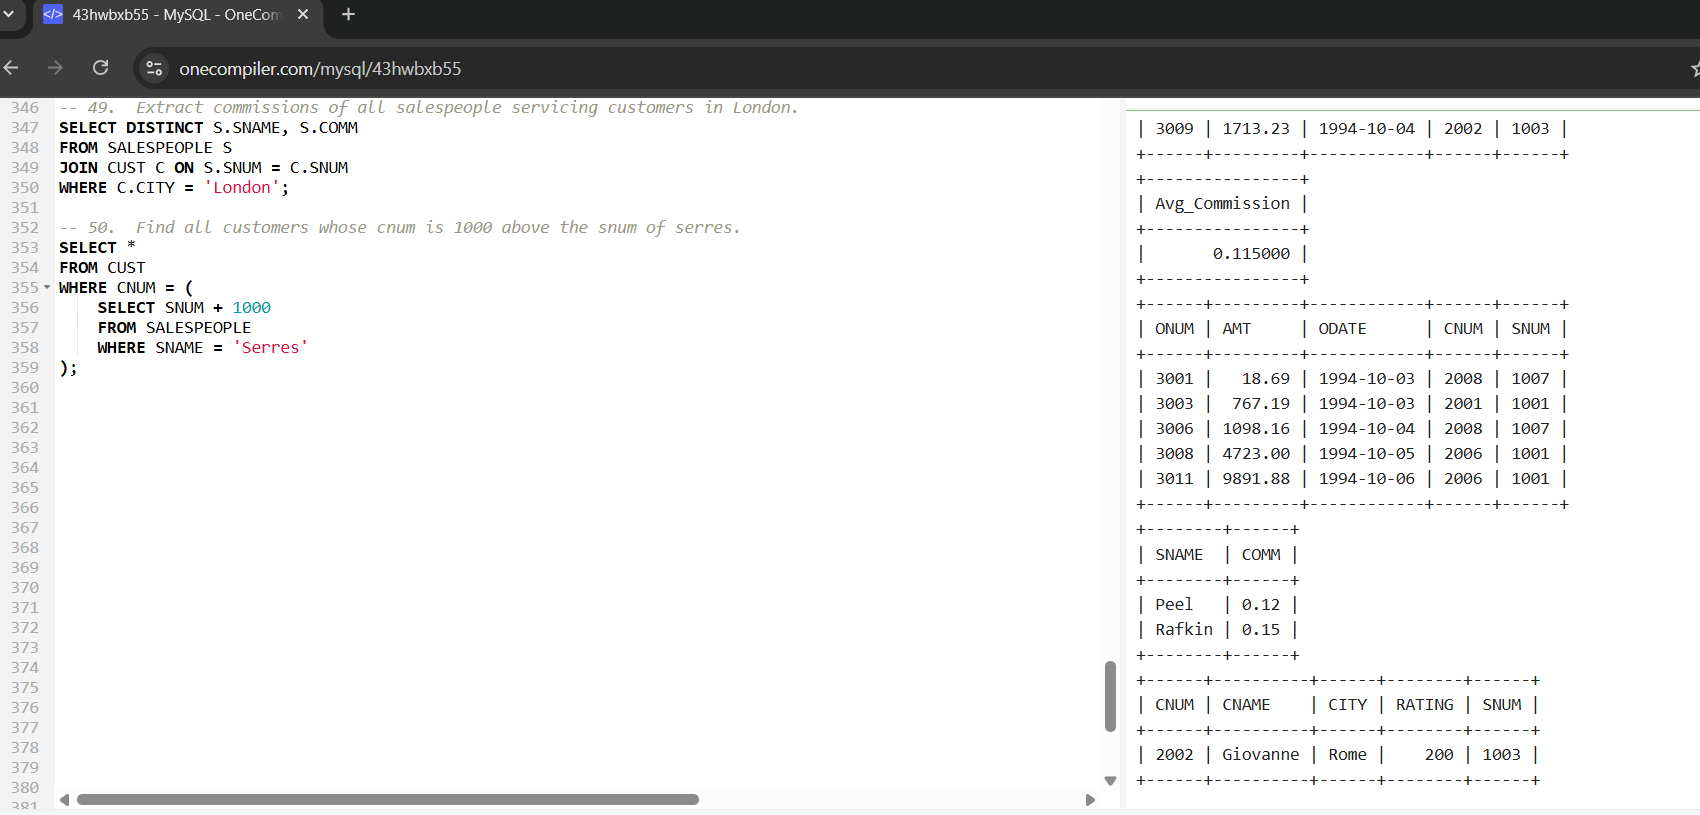 43hwbxb55 - MySQL - OneCom
onecompiler.com/mysql/43hwbxb55
346 -- 49.  Extract commissions of all salespeople servicing customers in London.
347 SELECT DISTINCT S.SNAME, S.COMM
348 FROM SALESPEOPLE S
349 JOIN CUST C ON S.SNUM = C.SNUM
350 WHERE C.CITY = 'London';
351
352 -- 50.  Find all customers whose cnum is 1000 above the snum of serres.
353 SELECT *
354 FROM CUST
355 WHERE CNUM = (
356     SELECT SNUM + 1000
357     FROM SALESPEOPLE
358     WHERE SNAME = 'Serres'
359 );
360
361
362
363
364
365
366
367
368
369
370
371
372
373
374
375
376
377
378
379
380
381
| 3009 | 1713.23 | 1994-10-04 | 2002 | 1003 |
+------+---------+------------+------+------+
+----------------+
| Avg_Commission |
+----------------+
|       0.115000 |
+----------------+
+------+---------+------------+------+------+
| ONUM | AMT     | ODATE      | CNUM | SNUM |
+------+---------+------------+------+------+
| 3001 |   18.69 | 1994-10-03 | 2008 | 1007 |
| 3003 |  767.19 | 1994-10-03 | 2001 | 1001 |
| 3006 | 1098.16 | 1994-10-04 | 2008 | 1007 |
| 3008 | 4723.00 | 1994-10-05 | 2006 | 1001 |
| 3011 | 9891.88 | 1994-10-06 | 2006 | 1001 |
+------+---------+------------+------+------+
+--------+------+
| SNAME  | COMM |
+--------+------+
| Peel   | 0.12 |
| Rafkin | 0.15 |
+--------+------+
+------+----------+------+--------+------+
| CNUM | CNAME    | CITY | RATING | SNUM |
+------+----------+------+--------+------+
| 2002 | Giovanne | Rome |    200 | 1003 |
+------+----------+------+--------+------+